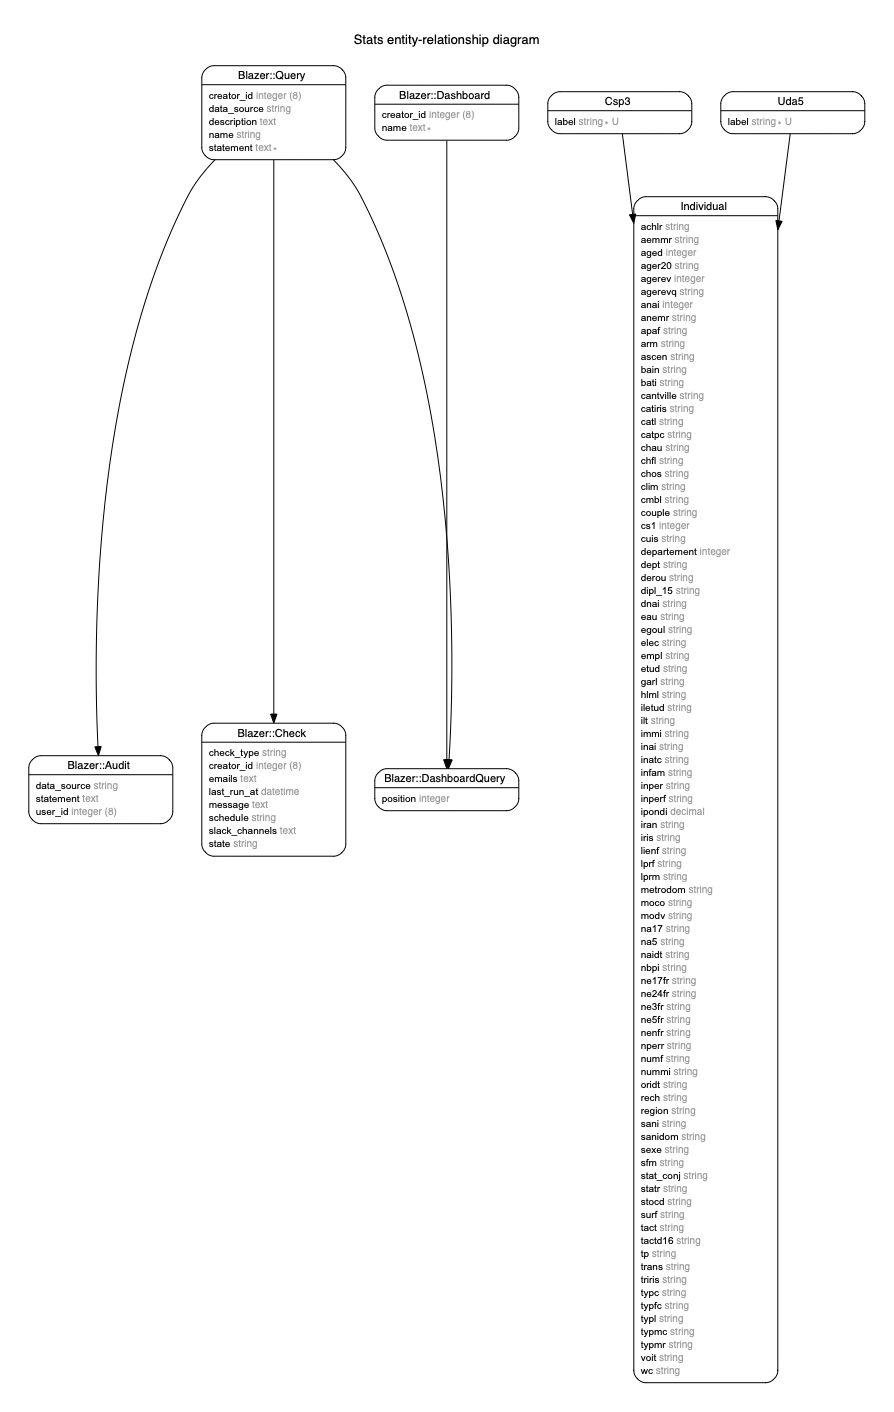 Stats entity-relationship diagram
Blazer::Query
creator_id integer (8)
data_source string
description text
name string
statement text *
Blazer::Dashboard
creator_id integer (8)
name text *
Csp3
label string * U
Uda5
label string * U
Individual
achlr string
aemmr string
aged integer
ager20 string
agerev integer
agerevq string
anai integer
anemr string
apaf string
arm string
ascen string
bain string
bati string
cantville string
catiris string
catl string
catpc string
chau string
chfl string
chos string
clim string
cmbl string
couple string
cs1 integer
cuis string
departement integer
dept string
derou string
dipl_15 string
dnai string
eau string
egoul string
elec string
empl string
etud string
garl string
hlml string
iletud string
ilt string
immi string
inai string
inatc string
infam string
inper string
inperf string
ipondi decimal
iran string
iris string
lienf string
lprf string
lprm string
metrodom string
moco string
modv string
na17 string
na5 string
naidt string
nbpi string
ne17fr string
ne24fr string
ne3fr string
ne5fr string
nenfr string
nperr string
numf string
nummi string
oridt string
rech string
region string
sani string
sanidom string
sexe string
sfm string
stat_conj string
statr string
stocd string
surf string
tact string
tactd16 string
tp string
trans string
triris string
typc string
typfc string
typl string
typmc string
typmr string
voit string
wc string
Blazer::Audit
data_source string
statement text
user_id integer (8)
Blazer::Check
check_type string
creator_id integer (8)
emails text
last_run_at datetime
message text
schedule string
slack_channels text
state string
Blazer::DashboardQuery
position integer